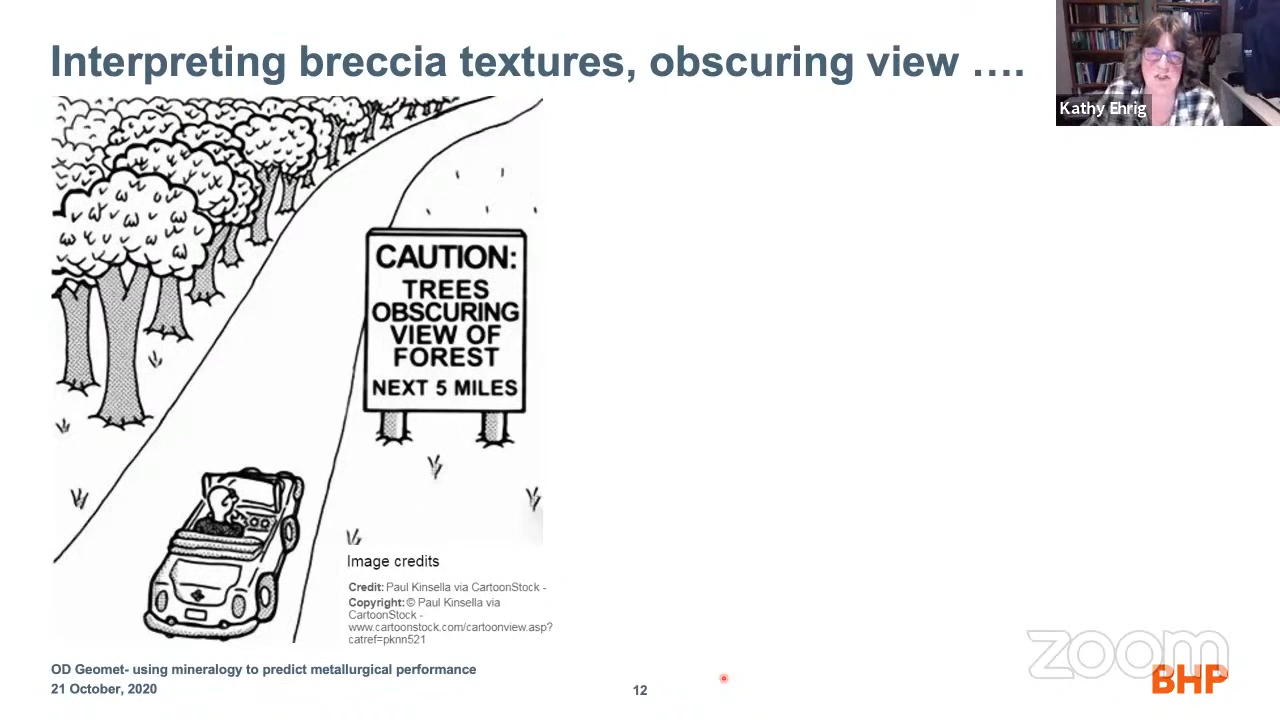 Interpreting breccia textures, obscuring view ....
Kathy Ehrig
CAUTION:
TREES
OBSCURING
VIEW OF
FOREST
NEXT 5 MILES
Image credits
Credit: Paul Kinsella via CartoonStock -
Copyright: © Paul Kinsella via
CartoonStock -
www.cartoonstock.com/cartoonview.asp?
catref=pknn521
OD Geomet- using mineralogy to predict metallurgical performance
21 October, 2020
12
zoom
BHP